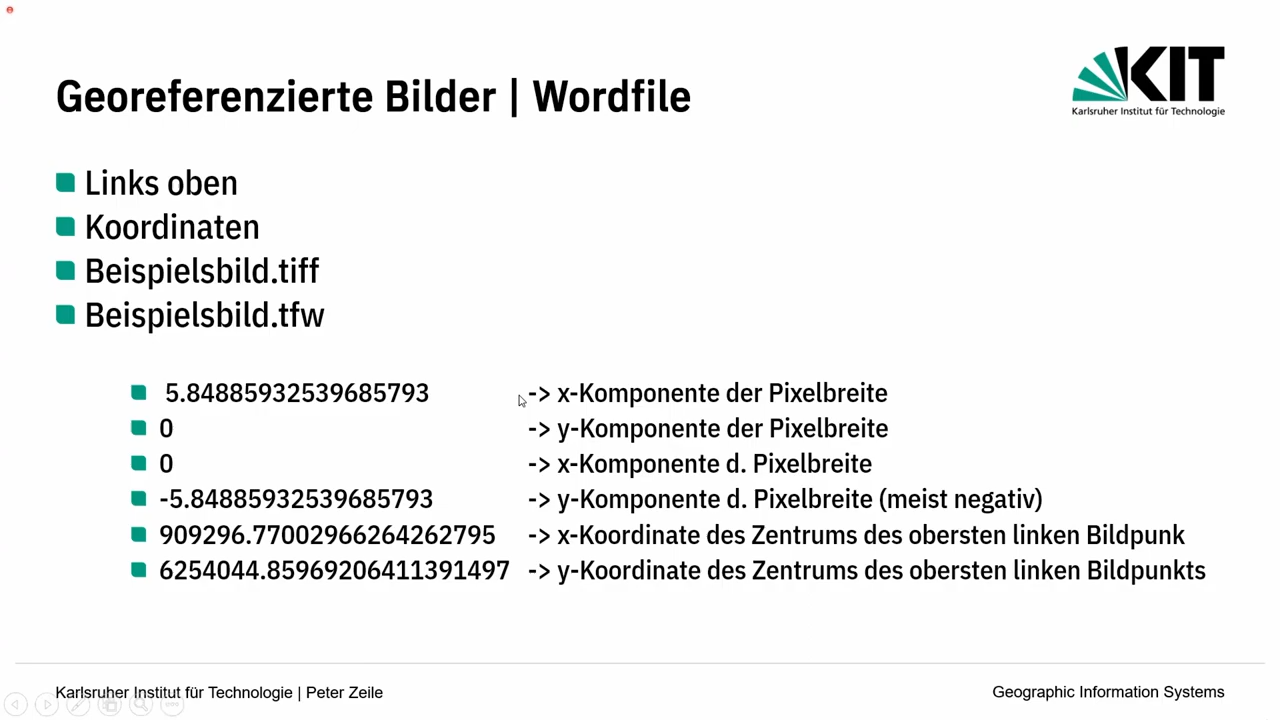 Georeferenzierte Bilder | Wordfile
KIT
Karlsruher Institut für Technologie
Links oben
Koordinaten
Beispielsbild.tiff
Beispielsbild.tfw
5.84885932539685793 -> x-Komponente der Pixelbreite
0 -> y-Komponente der Pixelbreite
0 -> x-Komponente d. Pixelbreite
-5.84885932539685793 -> y-Komponente d. Pixelbreite (meist negativ)
909296.77002966264262795 -> x-Koordinate des Zentrums des obersten linken Bildpunk
6254044.85969206411391497 -> y-Koordinate des Zentrums des obersten linken Bildpunkts
Karlsruher Institut für Technologie | Peter Zeile
Geographic Information Systems